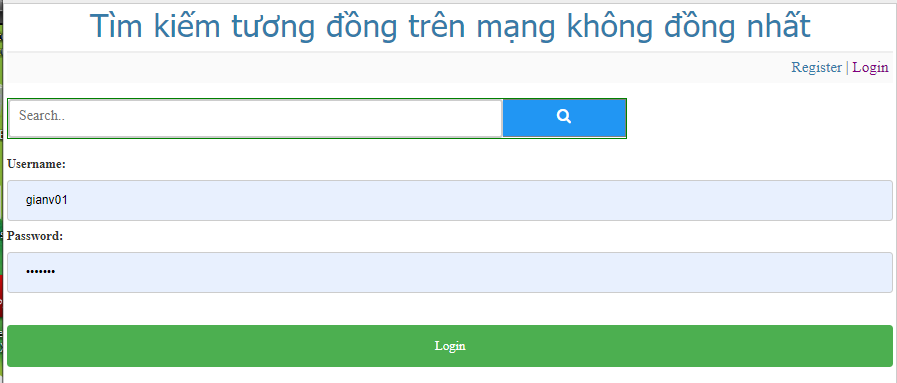 Tìm kiếm tương đồng trên mạng không đồng nhất
Register | Login
Search..
Username:
gianv01
Password:
•••••••
Login